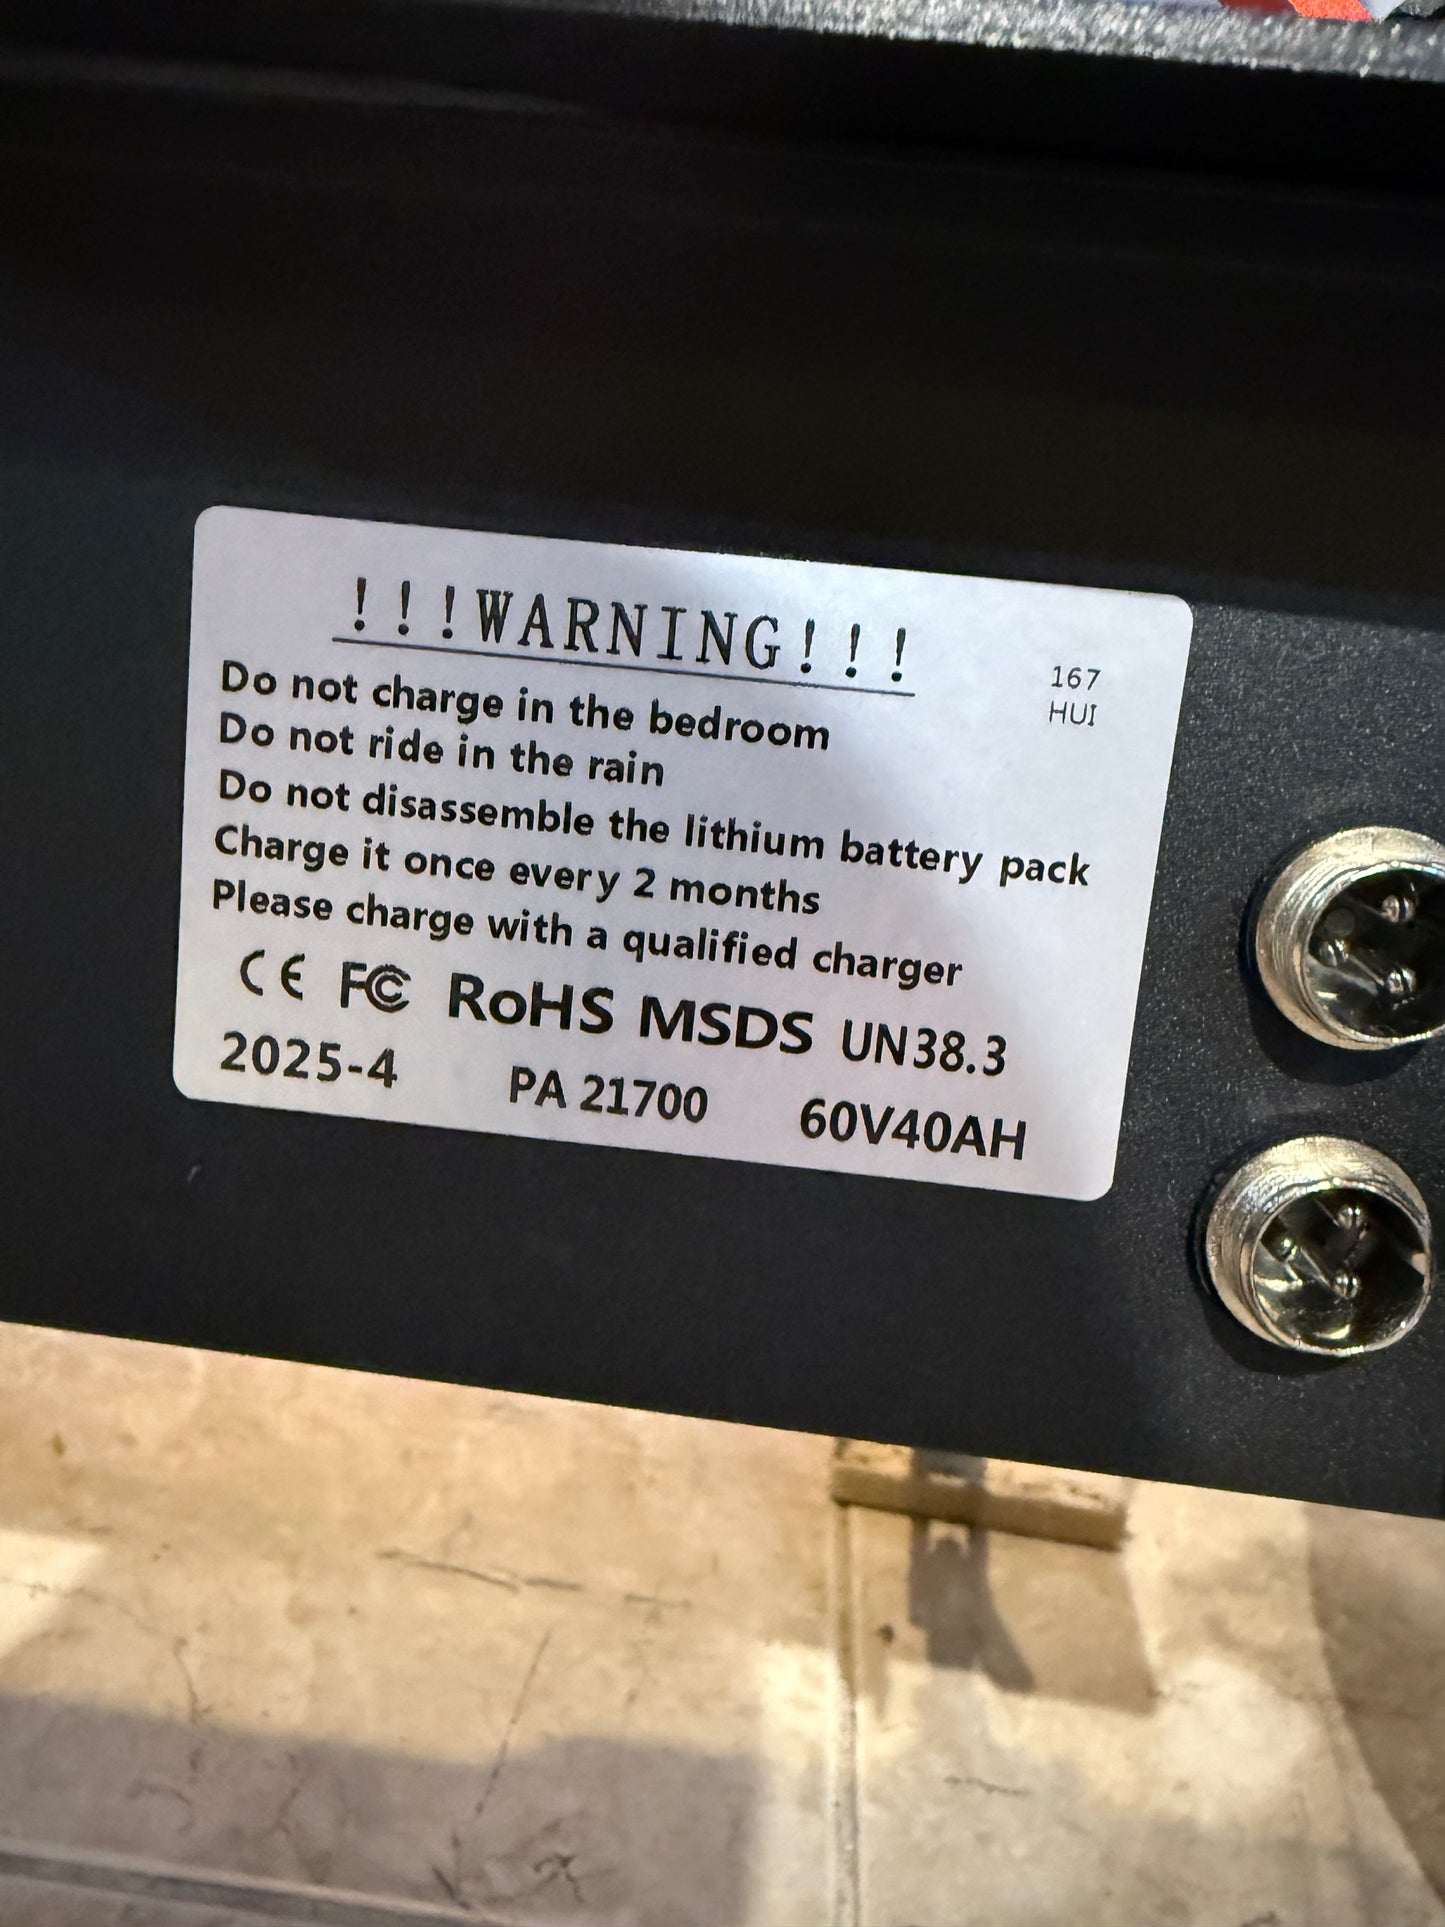 !!!WARNING!!!
167
HUI
Do not charge in the bedroom
Do not ride in the rain
Do not disassemble the lithium battery pack
Charge it once every 2 months
Please charge with a qualified charger
CE FC RoHS MSDS UN38.3
2025-4 PA 21700 60V40AH